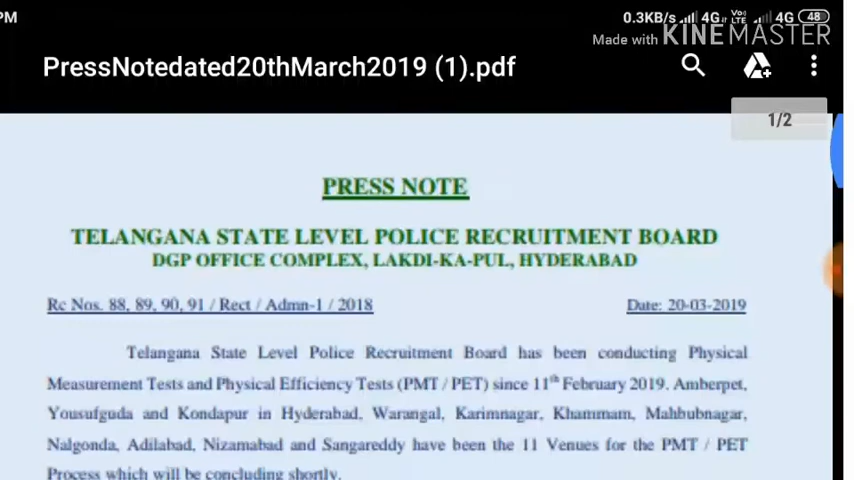 PM 0.3KB/s 4G Vo) LTE 4G 48
Made with KINEMASTER
PressNotedated20thMarch2019 (1).pdf
1/2
PRESS NOTE
TELANGANA STATE LEVEL POLICE RECRUITMENT BOARD
DGP OFFICE COMPLEX, LAKDI-KA-PUL, HYDERABAD
Rc Nos. 88, 89, 90, 91 / Rect / Admn-1 / 2018 Date: 20-03-2019
Telangana State Level Police Recruitment Board has been conducting Physical
Measurement Tests and Physical Efficiency Tests (PMT / PET) since 11th February 2019. Amberpet,
Yousufguda and Kondapur in Hyderabad, Warangal, Karimnagar, Khammam, Mahbubnagar,
Nalgonda, Adilabad, Nizamabad and Sangareddy have been the 11 Venues for the PMT / PET
Process which will be concluding shortly.